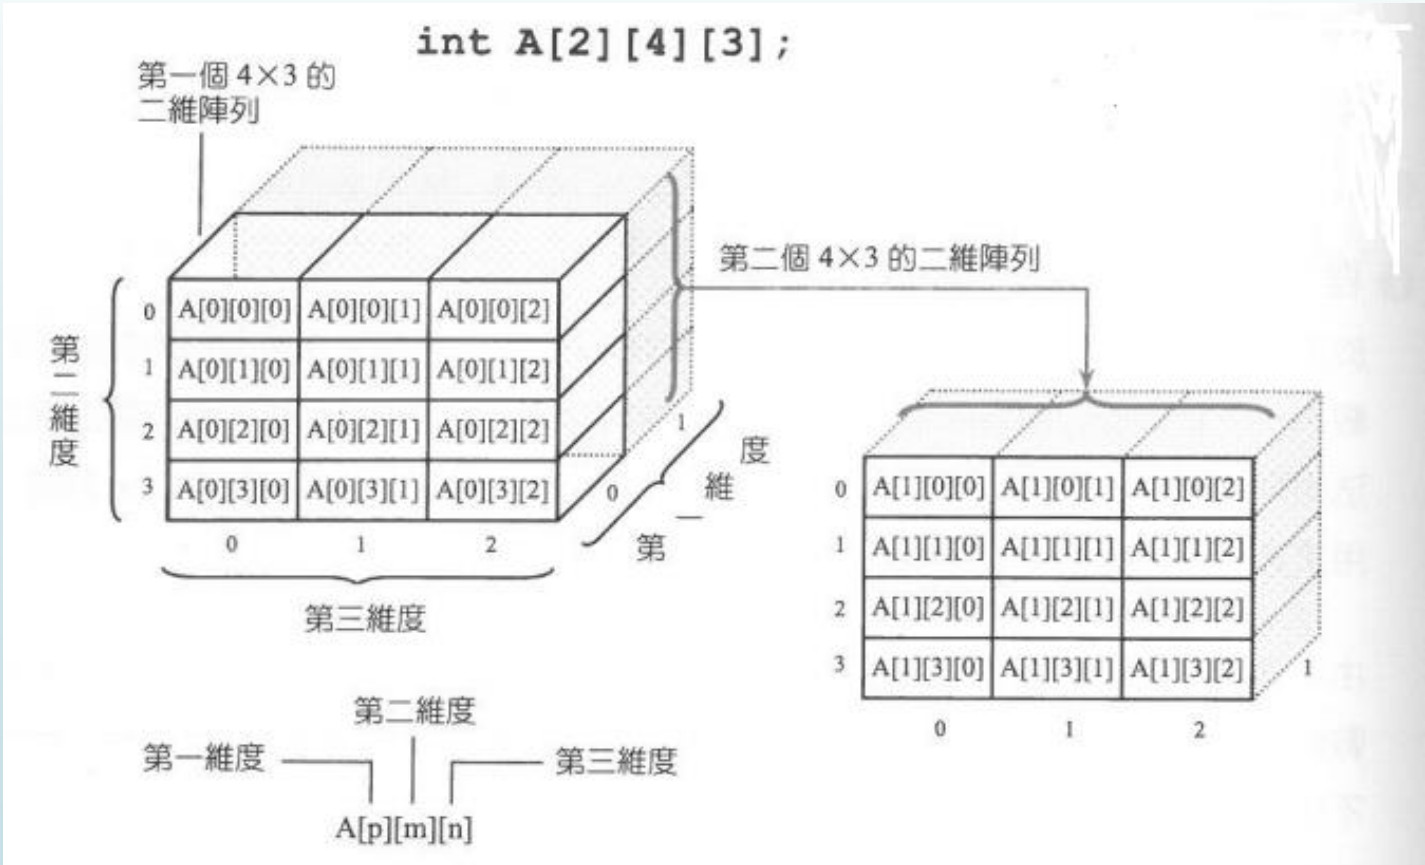 int A[2][4][3];
第一個 4×3 的
二維陣列
第二個 4×3 的二維陣列
第二維度
0 A[0][0][0] A[0][0][1] A[0][0][2]
1 A[0][1][0] A[0][1][1] A[0][1][2]
2 A[0][2][0] A[0][2][1] A[0][2][2]
3 A[0][3][0] A[0][3][1] A[0][3][2]
0 1 2
第三維度
0 1
第一維度
0 A[1][0][0] A[1][0][1] A[1][0][2]
1 A[1][1][0] A[1][1][1] A[1][1][2]
2 A[1][2][0] A[1][2][1] A[1][2][2]
3 A[1][3][0] A[1][3][1] A[1][3][2]
1
0 1 2
第二維度
第一維度 第三維度
A[p][m][n]